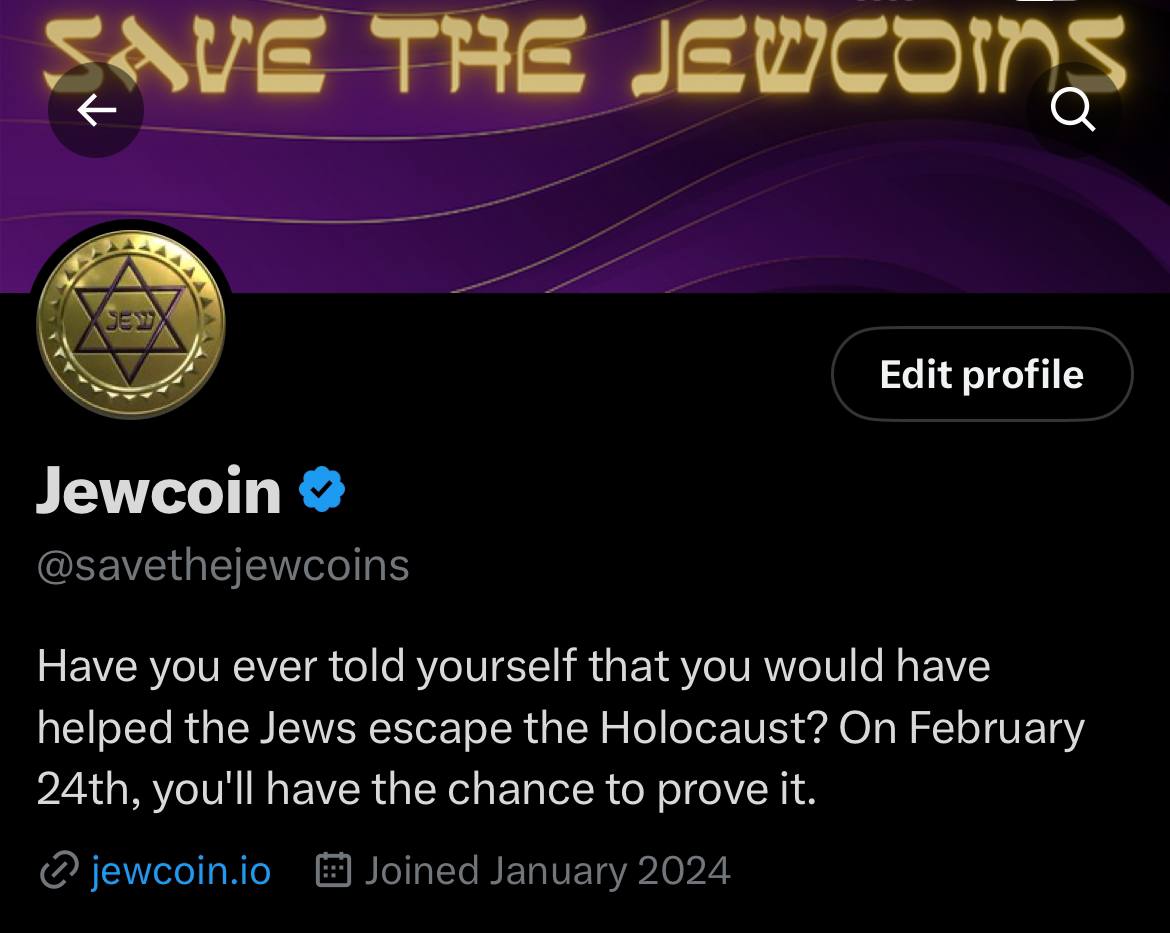 SAVE THE JEWCOINS
JEW
Edit profile
Jewcoin
@savethejewcoins
Have you ever told yourself that you would have
helped the Jews escape the Holocaust? On February
24th, you'll have the chance to prove it.
jewcoin.io Joined January 2024